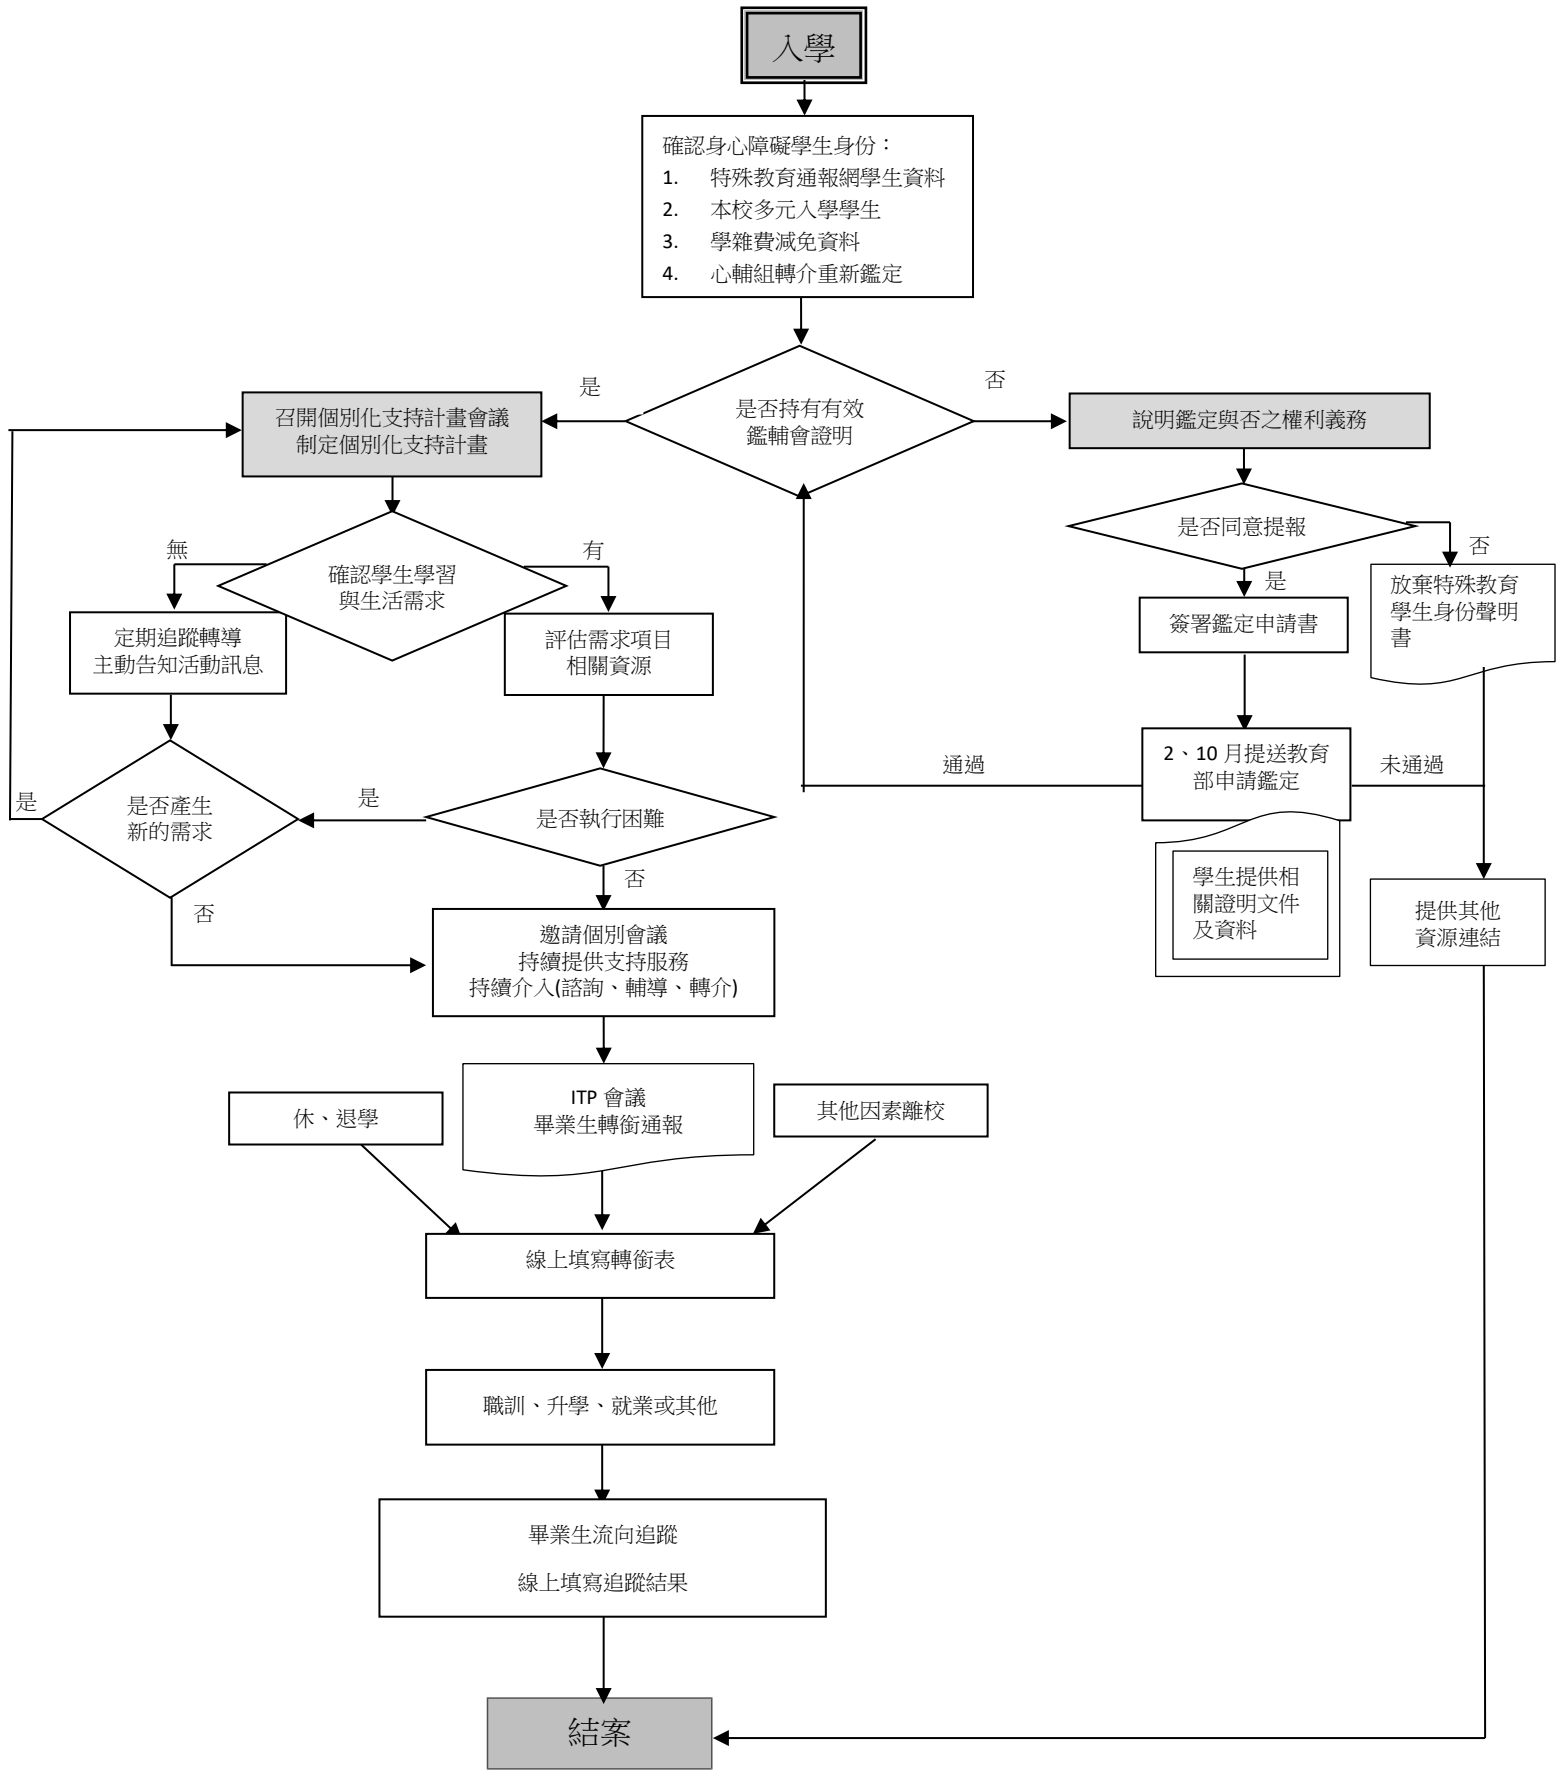 入學
確認身心障礙學生身份：
1. 特殊教育通報網學生資料
2. 本校多元入學學生
3. 學雜費減免資料
4. 心輔組轉介重新鑑定
是否持有有效
鑑輔會證明
是
否
召開個別化支持計畫會議
制定個別化支持計畫
說明鑑定與否之權利義務
確認學生學習
與生活需求
無
有
是否同意提報
否
是
定期追蹤轉導
主動告知活動訊息
評估需求項目
相關資源
簽署鑑定申請書
放棄特殊教育
學生身份聲明
書
2、10 月提送教育
部申請鑑定
通過
未通過
是否產生
新的需求
是
是
是否執行困難
否
否
學生提供相
關證明文件
及資料
提供其他
資源連結
邀請個別會議
持續提供支持服務
持續介入(諮詢、輔導、轉介)
ITP 會議
畢業生轉銜通報
休、退學
其他因素離校
線上填寫轉銜表
職訓、升學、就業或其他
畢業生流向追蹤
線上填寫追蹤結果
結案